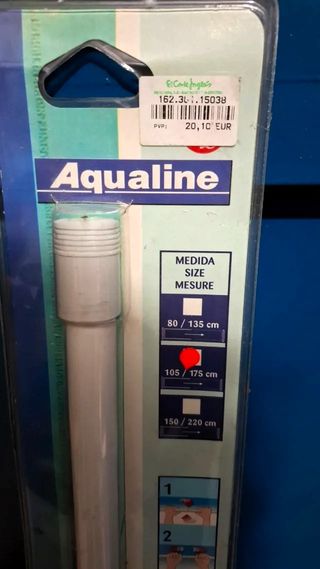 El Corte Inglés
162.361.15038
PVP: 20,10 EUR
Aqualine
MEDIDA
SIZE
MESURE
80 / 135 cm
105 / 175 cm
150 / 220 cm
1
2